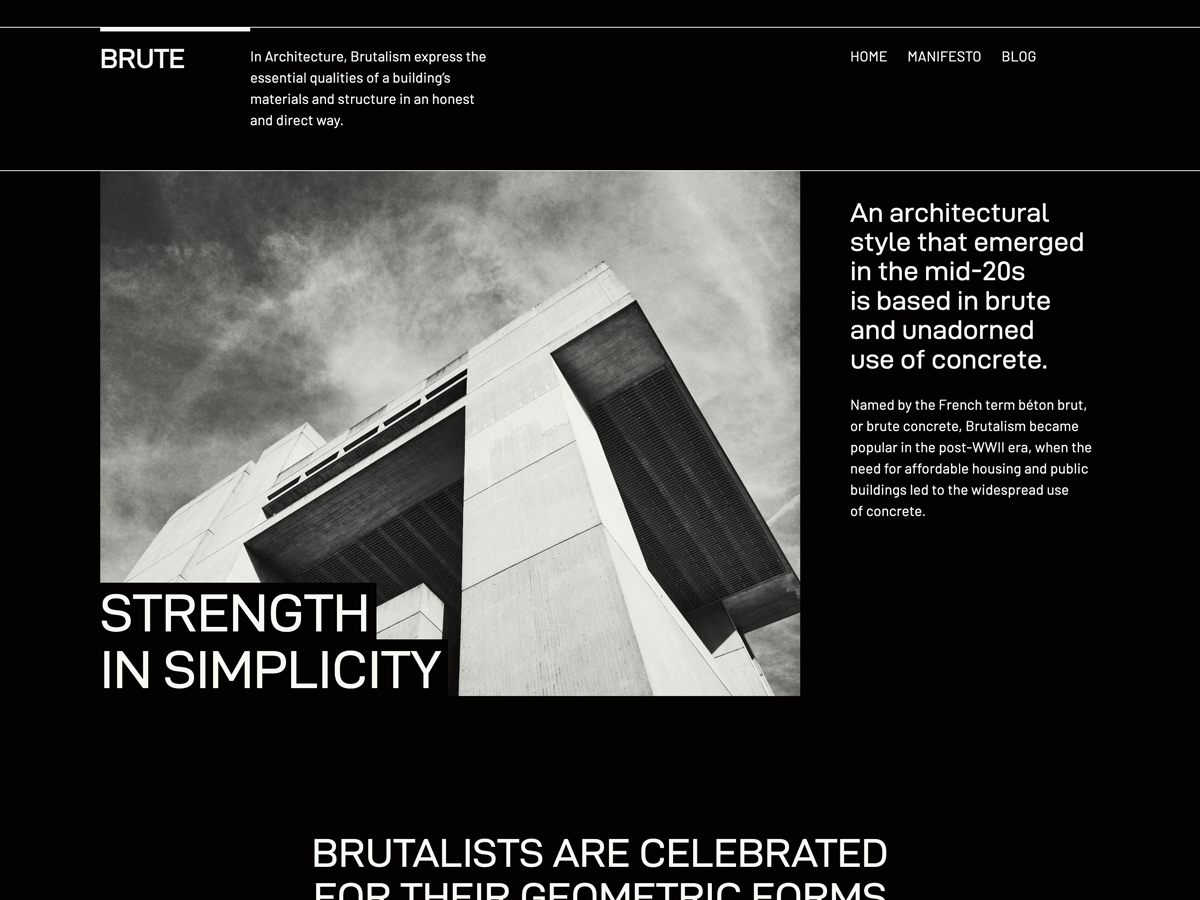 BRUTE
In Architecture, Brutalism express the
essential qualities of a building's
materials and structure in an honest
and direct way.
HOME MANIFESTO BLOG
An architectural
style that emerged
in the mid-20s
is based in brute
and unadorned
use of concrete.
Named by the French term béton brut,
or brute concrete, Brutalism became
popular in the post-WWII era, when the
need for affordable housing and public
buildings led to the widespread use
of concrete.
STRENGTH
IN SIMPLICITY
BRUTALISTS ARE CELEBRATED
FOR THEIR GEOMETRIC FORMS